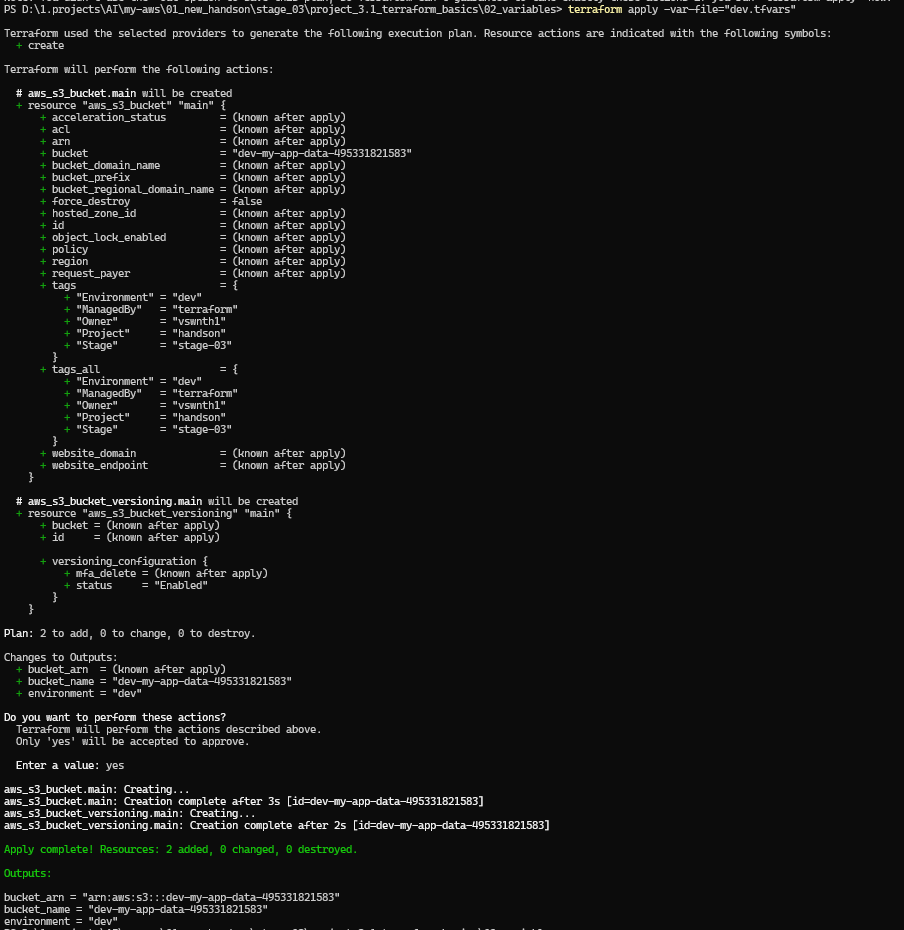 PS D:\1.projects\AI\my-aws\01_new_handson\stage_03\project_3.1_terraform_basics\02_variables> terraform apply -var-file="dev.tfvars"

Terraform used the selected providers to generate the following execution plan. Resource actions are indicated with the following symbols:
  + create

Terraform will perform the following actions:

  # aws_s3_bucket.main will be created
  + resource "aws_s3_bucket" "main" {
      + acceleration_status         = (known after apply)
      + acl                         = (known after apply)
      + arn                         = (known after apply)
      + bucket                      = "dev-my-app-data-495331821583"
      + bucket_domain_name          = (known after apply)
      + bucket_prefix               = (known after apply)
      + bucket_regional_domain_name = (known after apply)
      + force_destroy               = false
      + hosted_zone_id              = (known after apply)
      + id                          = (known after apply)
      + object_lock_enabled         = (known after apply)
      + policy                      = (known after apply)
      + region                      = (known after apply)
      + request_payer               = (known after apply)
      + tags                        = {
          + "Environment" = "dev"
          + "ManagedBy"   = "terraform"
          + "Owner"       = "vswnth1"
          + "Project"     = "handson"
          + "Stage"       = "stage-03"
        }
      + tags_all                    = {
          + "Environment" = "dev"
          + "ManagedBy"   = "terraform"
          + "Owner"       = "vswnth1"
          + "Project"     = "handson"
          + "Stage"       = "stage-03"
        }
      + website_domain              = (known after apply)
      + website_endpoint            = (known after apply)
    }

  # aws_s3_bucket_versioning.main will be created
  + resource "aws_s3_bucket_versioning" "main" {
      + bucket = (known after apply)
      + id     = (known after apply)

      + versioning_configuration {
          + mfa_delete = (known after apply)
          + status     = "Enabled"
        }
    }

Plan: 2 to add, 0 to change, 0 to destroy.

Changes to Outputs:
  + bucket_arn  = (known after apply)
  + bucket_name = "dev-my-app-data-495331821583"
  + environment = "dev"

Do you want to perform these actions?
  Terraform will perform the actions described above.
  Only 'yes' will be accepted to approve.

  Enter a value: yes

aws_s3_bucket.main: Creating...
aws_s3_bucket.main: Creation complete after 3s [id=dev-my-app-data-495331821583]
aws_s3_bucket_versioning.main: Creating...
aws_s3_bucket_versioning.main: Creation complete after 2s [id=dev-my-app-data-495331821583]

Apply complete! Resources: 2 added, 0 changed, 0 destroyed.

Outputs:

bucket_arn = "arn:aws:s3:::dev-my-app-data-495331821583"
bucket_name = "dev-my-app-data-495331821583"
environment = "dev"